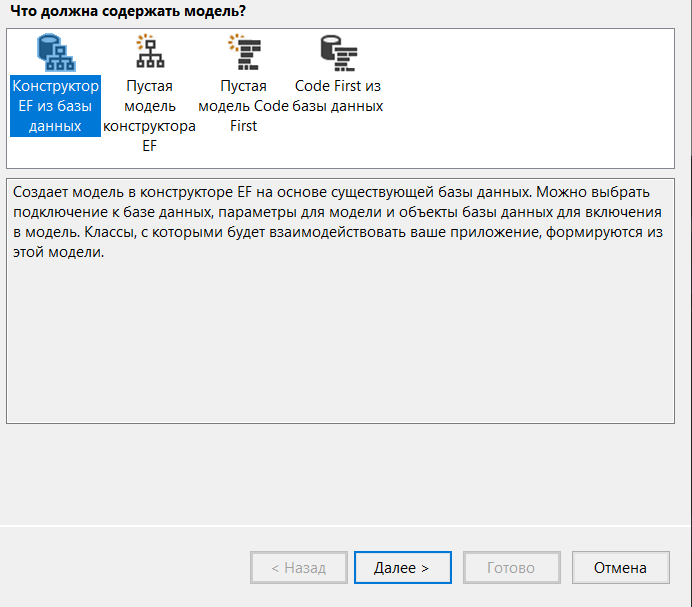 Что должна содержать модель?
Конструктор
EF из базы
данных
Пустая
модель
конструктора
EF
Пустая
модель Code
First
Code First из
базы данных
Создает модель в конструкторе EF на основе существующей базы данных. Можно выбрать
подключение к базе данных, параметры для модели и объекты базы данных для включения
в модель. Классы, с которыми будет взаимодействовать ваше приложение, формируются из
этой модели.
< Назад
Далее >
Готово
Отмена